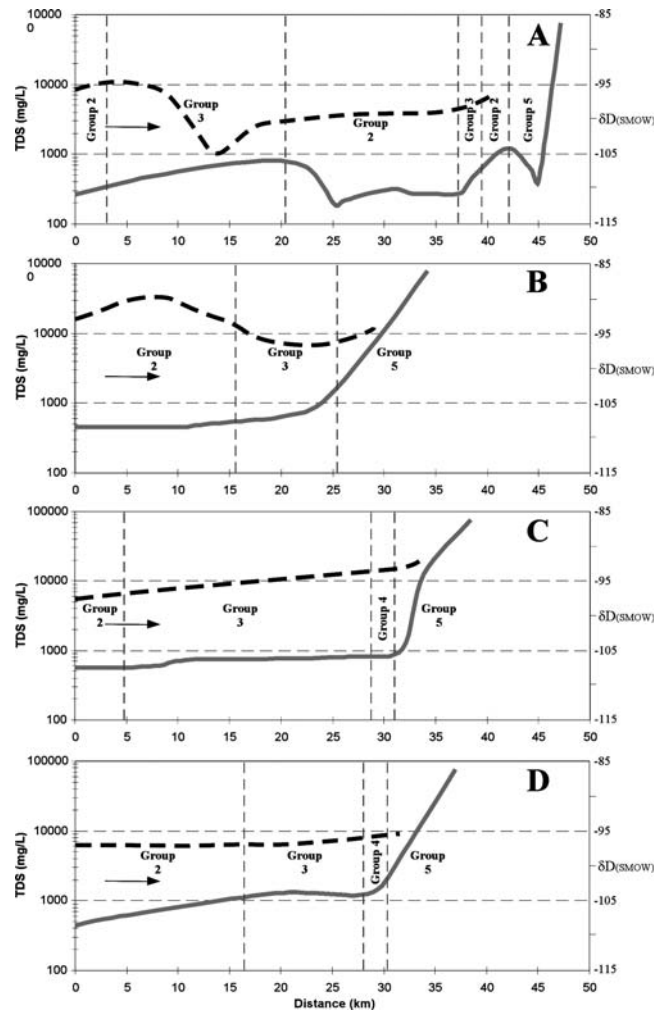 A
10000
0
10000
1000
100
TDS (mg/L)
Group 2
Group
3
Group
2
Group 3
Group 2
Group 5
-85
-95
δD(SMOW)
-105
-115
0 5 10 15 20 25 30 35 40 45 50
B
10000
0
10000
1000
100
TDS (mg/L)
Group
2
Group
3
Group
5
-85
-95
δD(SMOW)
-105
-115
0 5 10 15 20 25 30 35 40 45 50
C
100000
10000
1000
100
TDS (mg/L)
Group
2
Group
3
Group 4
Group
5
-85
-95
δD(SMOW)
-105
-115
0 5 10 15 20 25 30 35 40 45 50
D
100000
10000
1000
100
TDS (mg/L)
Group
2
Group
3
Group 4
Group
5
-85
-95
δD(SMOW)
-105
-115
0 5 10 15 20 25 30 35 40 45 50
Distance (km)